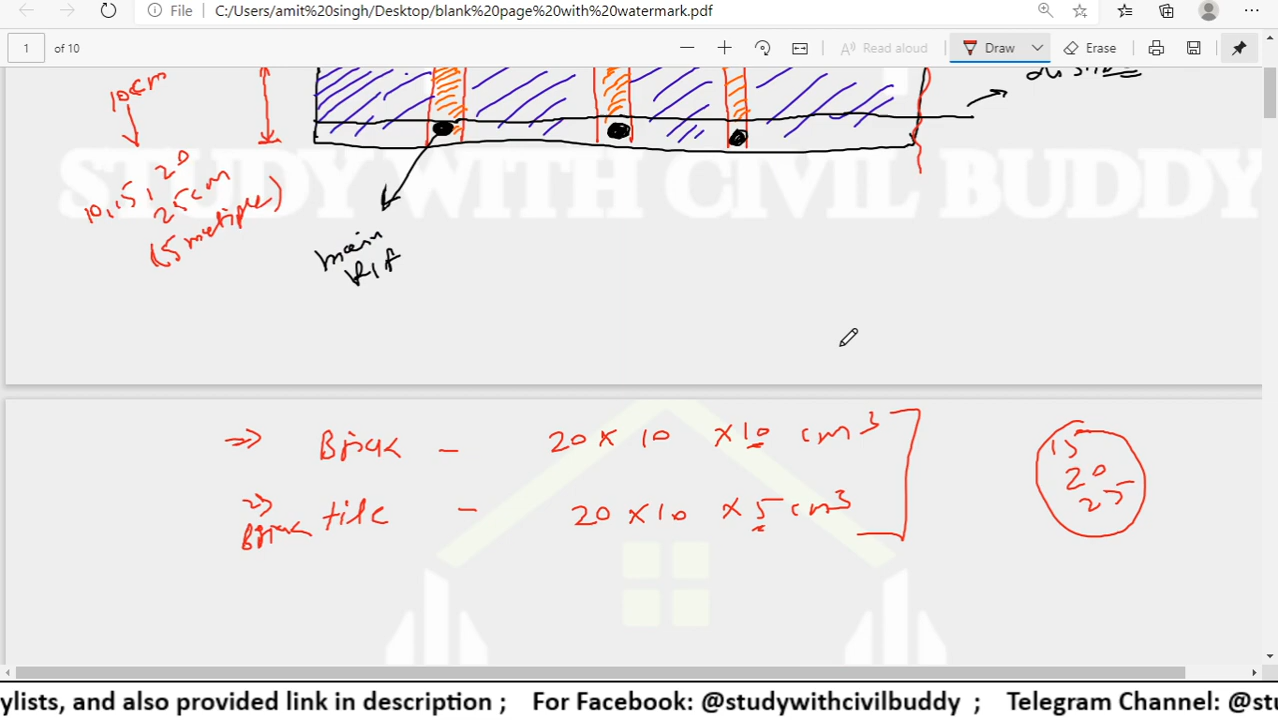 File C:/Users/amit%20singh/Desktop/blank%20page%20with%20watermark.pdf
1 of 10 Read aloud Draw Erase
10cm
10, 15, 20
25cm
(5 metiple)
main
STUDY WITH CIVIL BUDDY
⇒ Brick - 20 × 10 × 10 cm3
⇒ Brick tile - 20 × 10 × 5 cm3
15
20
25
ylists, and also provided link in description ; For Facebook: @studywithcivilbuddy ; Telegram Channel: @stu